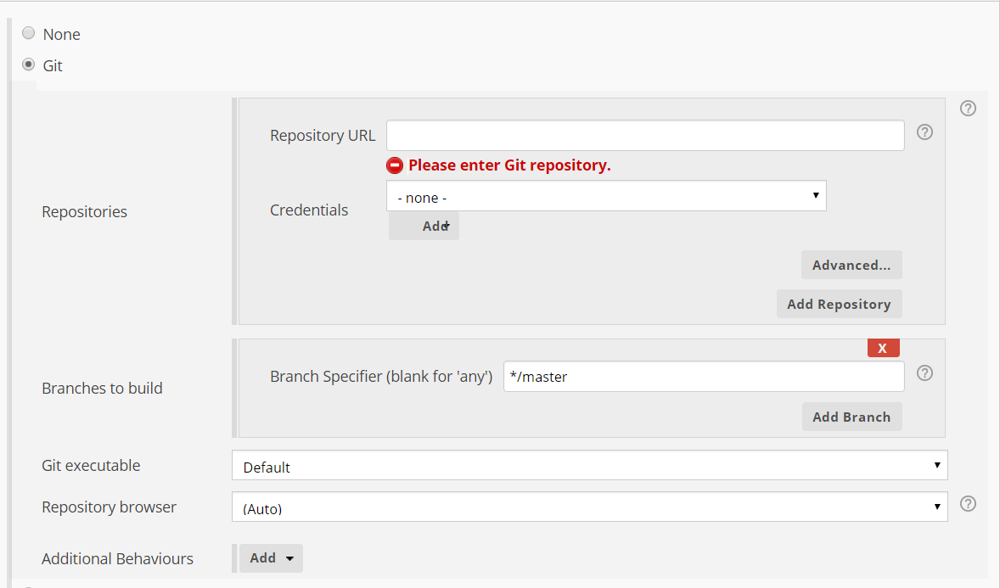 None
Git
?
Repository URL
?
Please enter Git repository.
Repositories
Credentials
- none -
Add
Advanced...
Add Repository
X
Branches to build
Branch Specifier (blank for 'any')
*/master
?
Add Branch
Git executable
Default
Repository browser
(Auto)
?
Additional Behaviours
Add